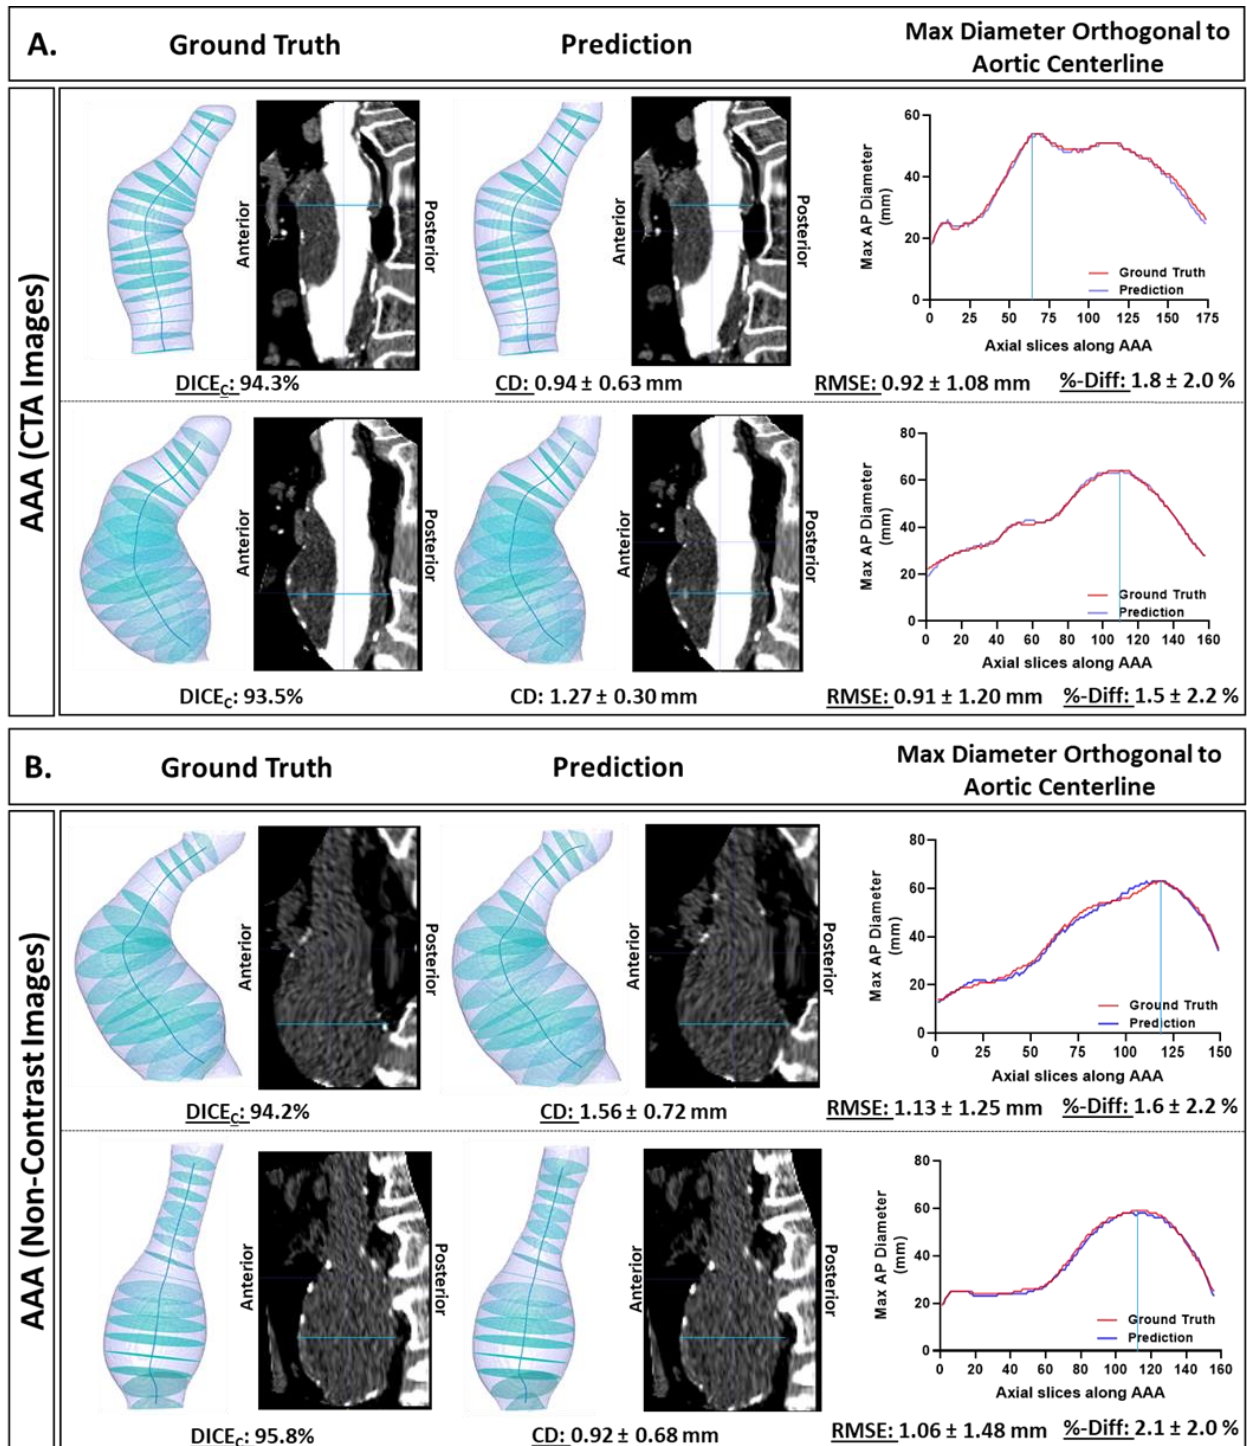 A.
Ground Truth
Prediction
Max Diameter Orthogonal to
Aortic Centerline
AAA (CTA Images)
Anterior
Posterior
Anterior
Posterior
Max AP Diameter
(mm)
60
40
20
0
Ground Truth
Prediction
0 25 50 75 100 125 150 175
Axial slices along AAA
DICEC: 94.3%
CD: 0.94 ± 0.63 mm
RMSE: 0.92 ± 1.08 mm
%-Diff: 1.8 ± 2.0 %
Anterior
Posterior
Anterior
Posterior
Max AP Diameter
(mm)
80
60
40
20
0
Ground Truth
Prediction
0 20 40 60 80 100 120 140 160
Axial slices along AAA
DICEC: 93.5%
CD: 1.27 ± 0.30 mm
RMSE: 0.91 ± 1.20 mm
%-Diff: 1.5 ± 2.2 %
B.
Ground Truth
Prediction
Max Diameter Orthogonal to
Aortic Centerline
AAA (Non-Contrast Images)
Anterior
Posterior
Anterior
Posterior
Max AP Diameter
(mm)
80
60
40
20
0
Ground Truth
Prediction
0 25 50 75 100 125 150
Axial slices along AAA
DICEC: 94.2%
CD: 1.56 ± 0.72 mm
RMSE: 1.13 ± 1.25 mm
%-Diff: 1.6 ± 2.2 %
Anterior
Posterior
Anterior
Posterior
Max AP Diameter
(mm)
80
60
40
20
0
Ground Truth
Prediction
0 20 40 60 80 100 120 140 160
Axial slices along AAA
DICEC: 95.8%
CD: 0.92 ± 0.68 mm
RMSE: 1.06 ± 1.48 mm
%-Diff: 2.1 ± 2.0 %